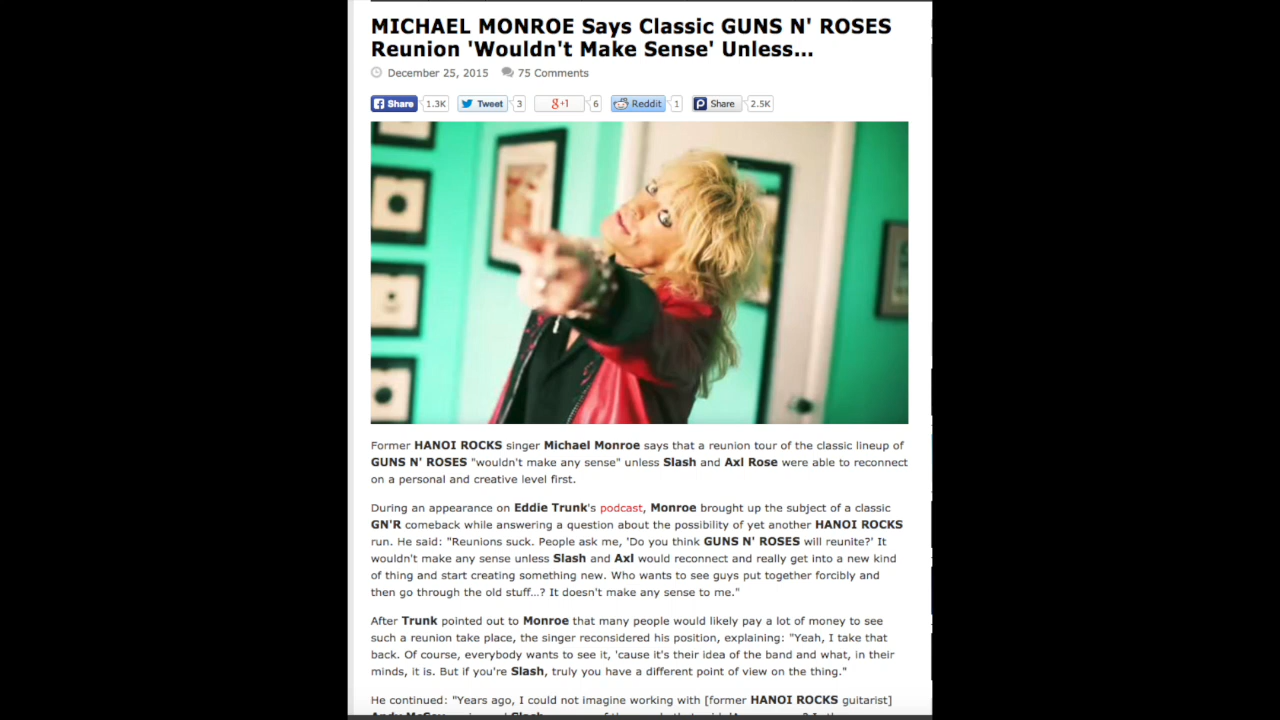 MICHAEL MONROE Says Classic GUNS N' ROSES
Reunion 'Wouldn't Make Sense' Unless...
December 25, 2015 75 Comments
Share 1.3K Tweet 3 g+1 6 Reddit 1 Share 2.5K
Former HANOI ROCKS singer Michael Monroe says that a reunion tour of the classic lineup of
GUNS N' ROSES "wouldn't make any sense" unless Slash and Axl Rose were able to reconnect
on a personal and creative level first.
During an appearance on Eddie Trunk's podcast, Monroe brought up the subject of a classic
GN'R comeback while answering a question about the possibility of yet another HANOI ROCKS
run. He said: "Reunions suck. People ask me, 'Do you think GUNS N' ROSES will reunite?' It
wouldn't make any sense unless Slash and Axl would reconnect and really get into a new kind
of thing and start creating something new. Who wants to see guys put together forcibly and
then go through the old stuff...? It doesn't make any sense to me."
After Trunk pointed out to Monroe that many people would likely pay a lot of money to see
such a reunion take place, the singer reconsidered his position, explaining: "Yeah, I take that
back. Of course, everybody wants to see it, 'cause it's their idea of the band and what, in their
minds, it is. But if you're Slash, truly you have a different point of view on the thing."
He continued: "Years ago, I could not imagine working with [former HANOI ROCKS guitarist]